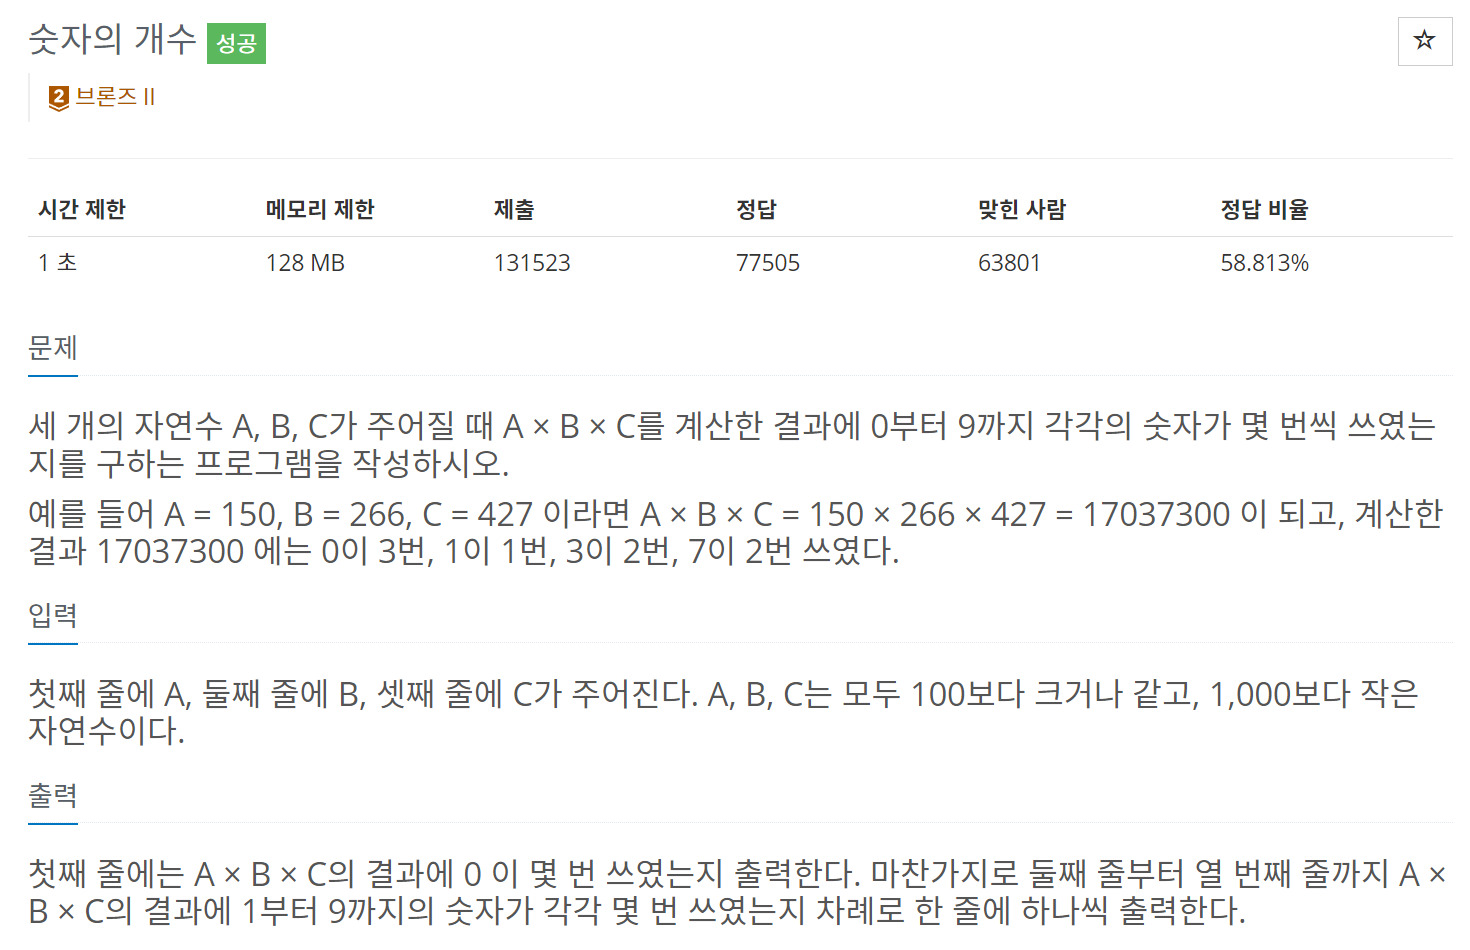 숫자의 개수 성공
☆
2 브론즈 II
시간 제한 메모리 제한 제출 정답 맞힌 사람 정답 비율
1 초 128 MB 131523 77505 63801 58.813%
문제
세 개의 자연수 A, B, C가 주어질 때 A × B × C를 계산한 결과에 0부터 9까지 각각의 숫자가 몇 번씩 쓰였는
지를 구하는 프로그램을 작성하시오.
예를 들어 A = 150, B = 266, C = 427 이라면 A × B × C = 150 × 266 × 427 = 17037300 이 되고, 계산한
결과 17037300 에는 0이 3번, 1이 1번, 3이 2번, 7이 2번 쓰였다.
입력
첫째 줄에 A, 둘째 줄에 B, 셋째 줄에 C가 주어진다. A, B, C는 모두 100보다 크거나 같고, 1,000보다 작은
자연수이다.
출력
첫째 줄에는 A × B × C의 결과에 0 이 몇 번 쓰였는지 출력한다. 마찬가지로 둘째 줄부터 열 번째 줄까지 A ×
B × C의 결과에 1부터 9까지의 숫자가 각각 몇 번 쓰였는지 차례로 한 줄에 하나씩 출력한다.